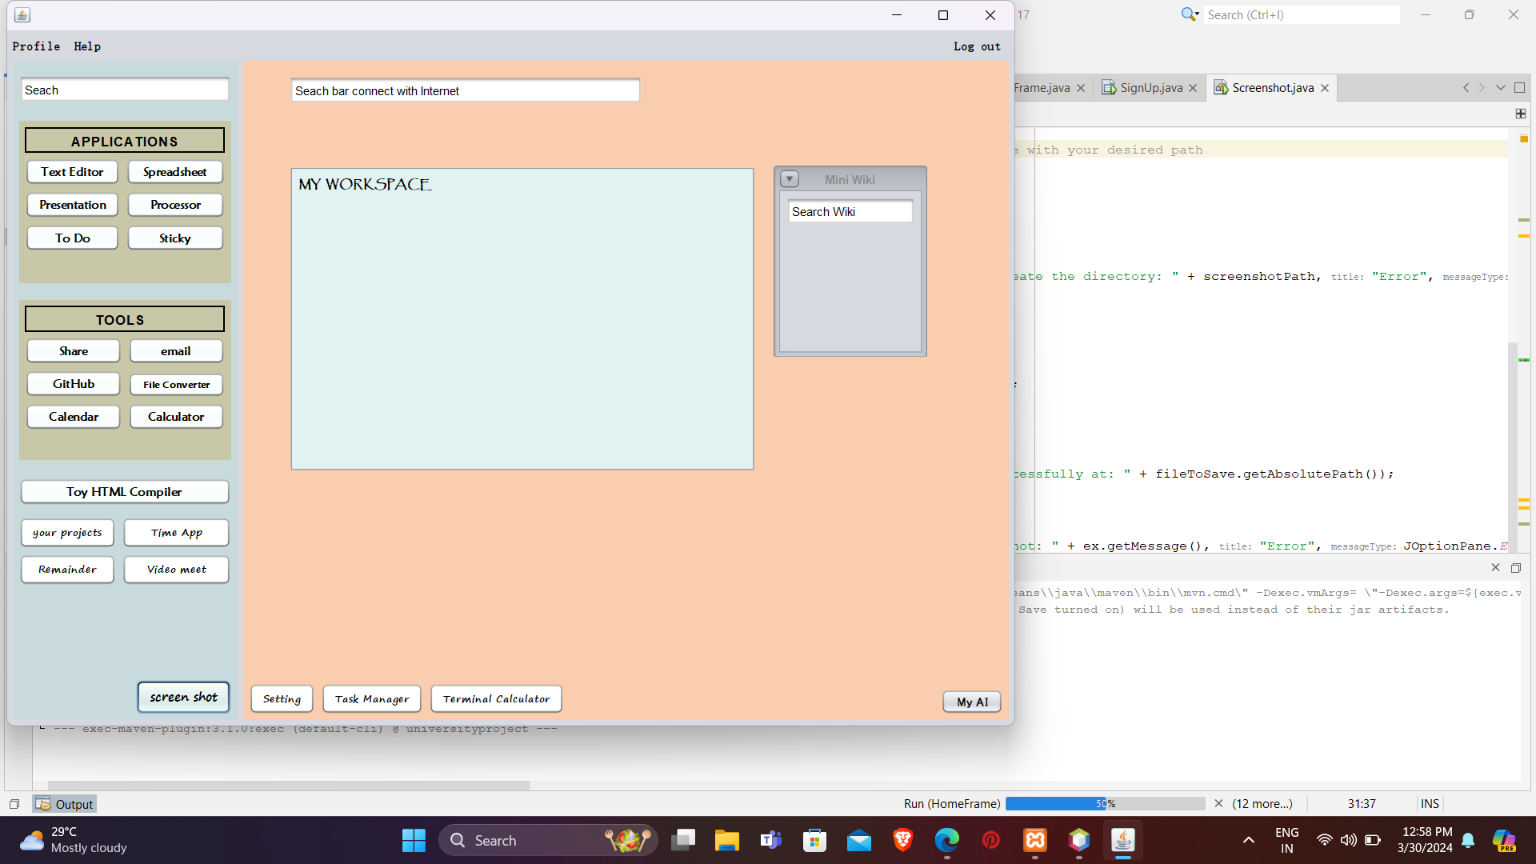 17
Search (Ctrl+I)
Profile Help
Log out
Seach
Seach bar connect with Internet
Frame.java
SignUp.java
Screenshot.java
APPLICATIONS
Text Editor
Spreadsheet
Presentation
Processor
To Do
Sticky
MY WORKSPACE
Mini Wiki
Search Wiki
with your desired path
the directory: " + screenshotPath, title: "Error", messageType:
TOOLS
Share
email
GitHub
File Converter
Calendar
Calculator
;
at: " + fileToSave.getAbsolutePath());
" + ex.getMessage(), title: "Error", messageType: JOptionPane.E
Toy HTML Compiler
your projects
Time App
Remainder
Video meet
\\java\\maven\\bin\\mvn.cmd\" -Dexec.vmArgs= \"-Dexec.args=${exec.v
Save turned on) will be used instead of their jar artifacts.
screen shot
Setting
Task Manager
Terminal Calculator
My AI
--- exec-maven-plugin:3.1.0:exec (default-cli) @ universityproject ---
Output
Run (HomeFrame)
50%
(12 more...)
31:37
INS
29°C
Mostly cloudy
Search
ENG
IN
12:58 PM
3/30/2024
PRE